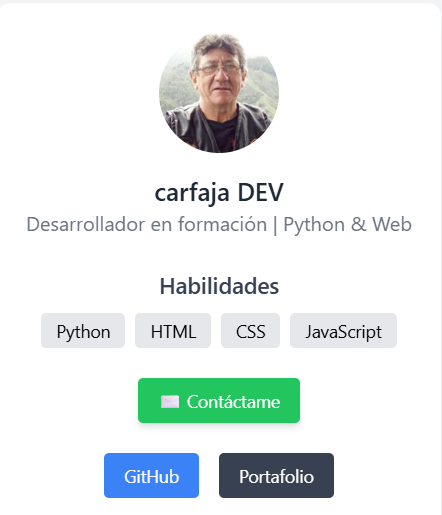 carfaja DEV
Desarrollador en formación | Python & Web
Habilidades
Python HTML CSS JavaScript
✉️ Contáctame
GitHub Portafolio